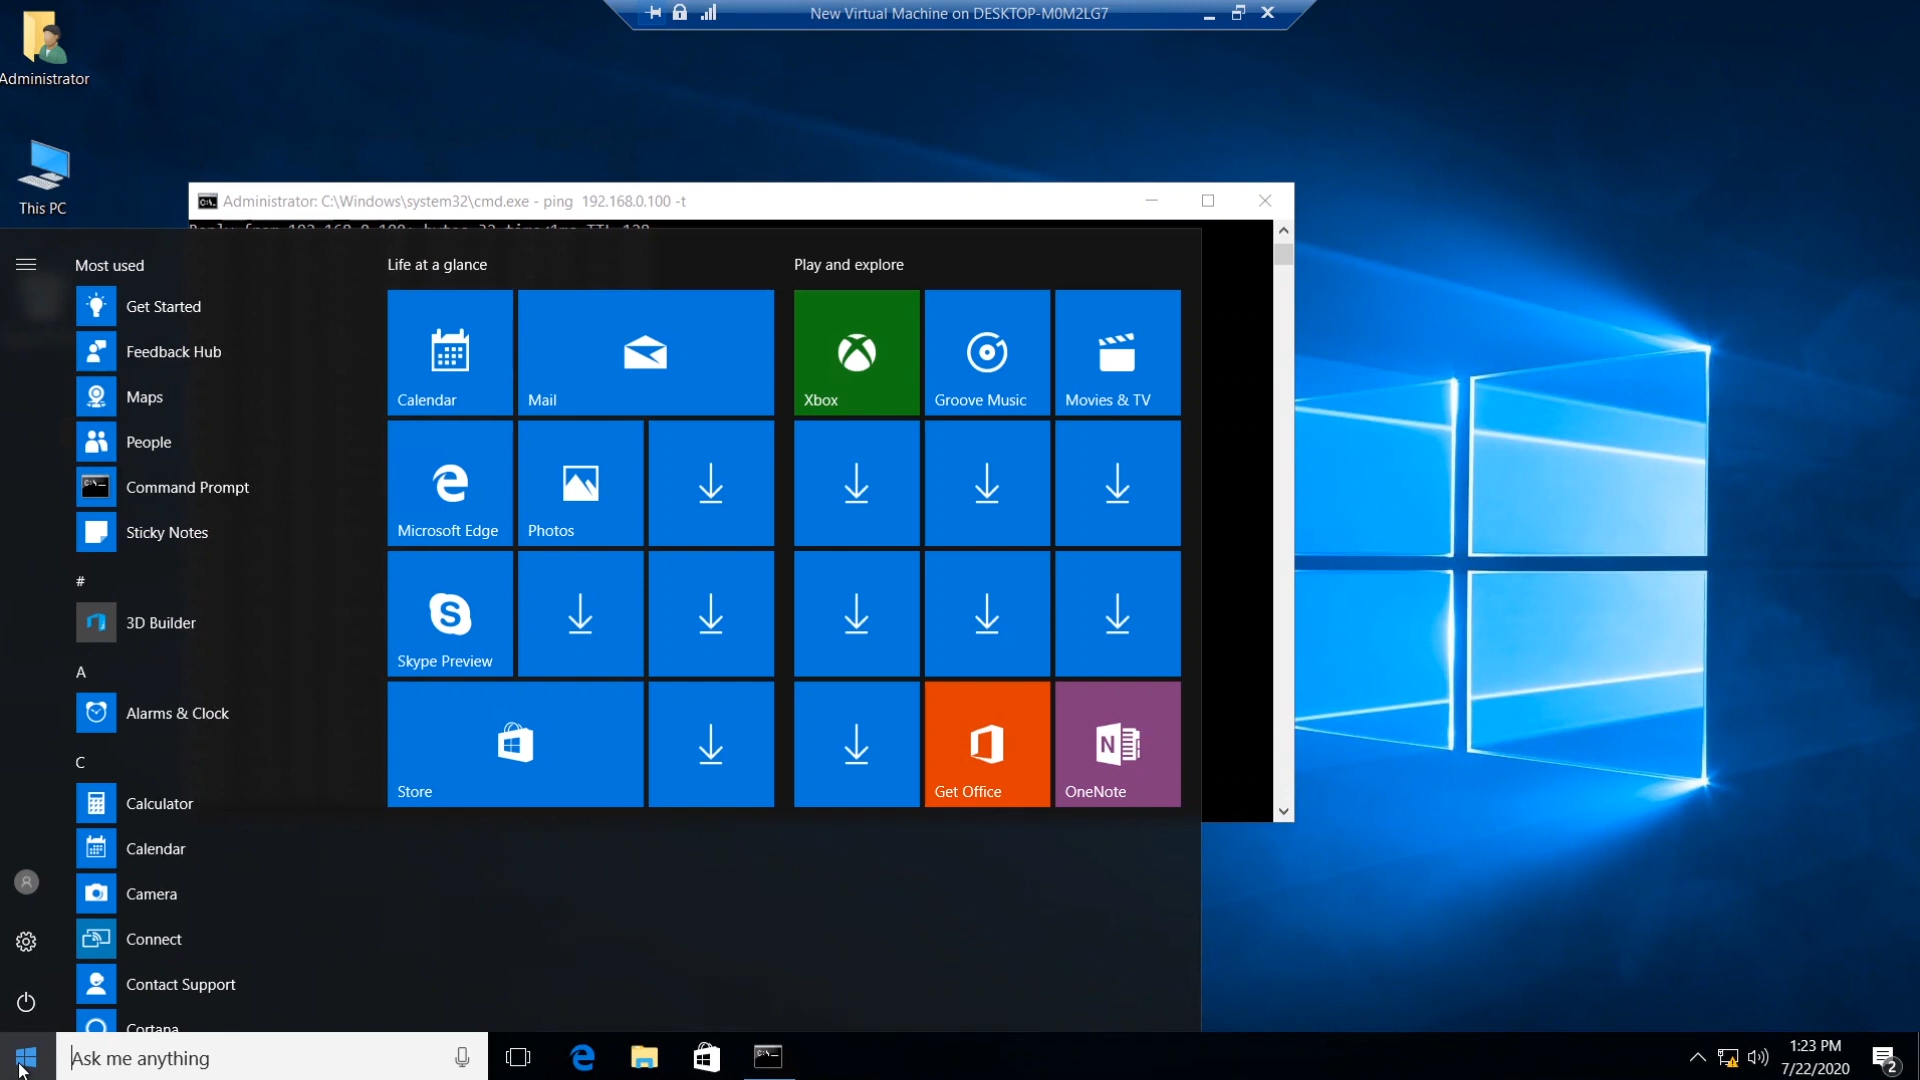 New Virtual Machine on DESKTOP-M0M2LG7
Administrator
This PC
Administrator: C:\Windows\system32\cmd.exe - ping 192.168.0.100 -t
Most used
Get Started
Feedback Hub
Maps
People
Command Prompt
Sticky Notes
#
3D Builder
A
Alarms & Clock
C
Calculator
Calendar
Camera
Connect
Contact Support
Cortana
Life at a glance
Calendar
Mail
Microsoft Edge
Photos
Skype Preview
Store
Play and explore
Xbox
Groove Music
Movies & TV
Get Office
OneNote
Ask me anything
1:23 PM
7/22/2020
2